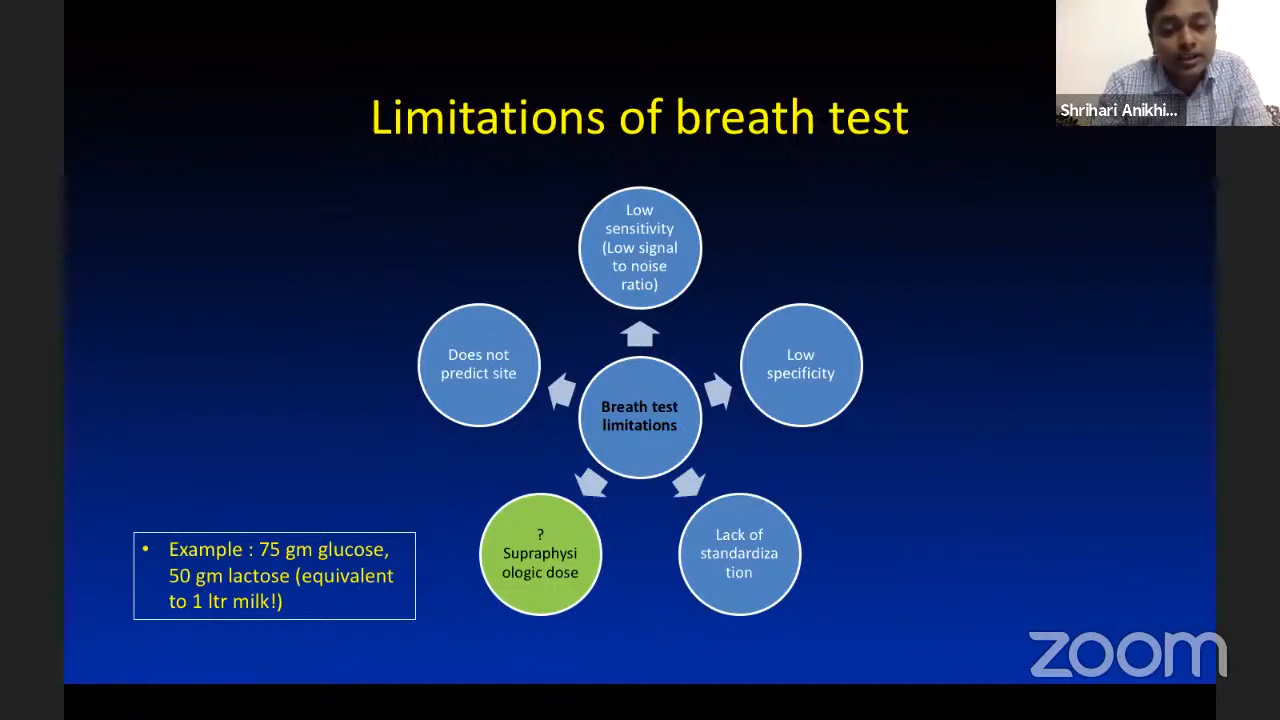 Shrihari Anikhi...
Limitations of breath test
Low
sensitivity
(Low signal
to noise
ratio)
Does not
predict site
Low
specificity
Breath test
limitations
?
Supraphysi
ologic dose
Lack of
standardiza
tion
• Example : 75 gm glucose,
50 gm lactose (equivalent
to 1 ltr milk!)
zoom